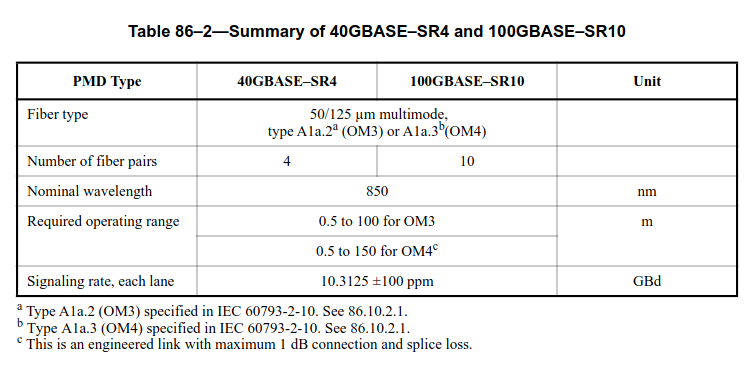 Table 86–2—Summary of 40GBASE–SR4 and 100GBASE–SR10
PMD Type 40GBASE–SR4 100GBASE–SR10 Unit
Fiber type 50/125 µm multimode,
type A1a.2a (OM3) or A1a.3b(OM4)
Number of fiber pairs 4 10
Nominal wavelength 850 nm
Required operating range 0.5 to 100 for OM3 m
0.5 to 150 for OM4c
Signaling rate, each lane 10.3125 ±100 ppm GBd
a Type A1a.2 (OM3) specified in IEC 60793-2-10. See 86.10.2.1.
b Type A1a.3 (OM4) specified in IEC 60793-2-10. See 86.10.2.1.
c This is an engineered link with maximum 1 dB connection and splice loss.